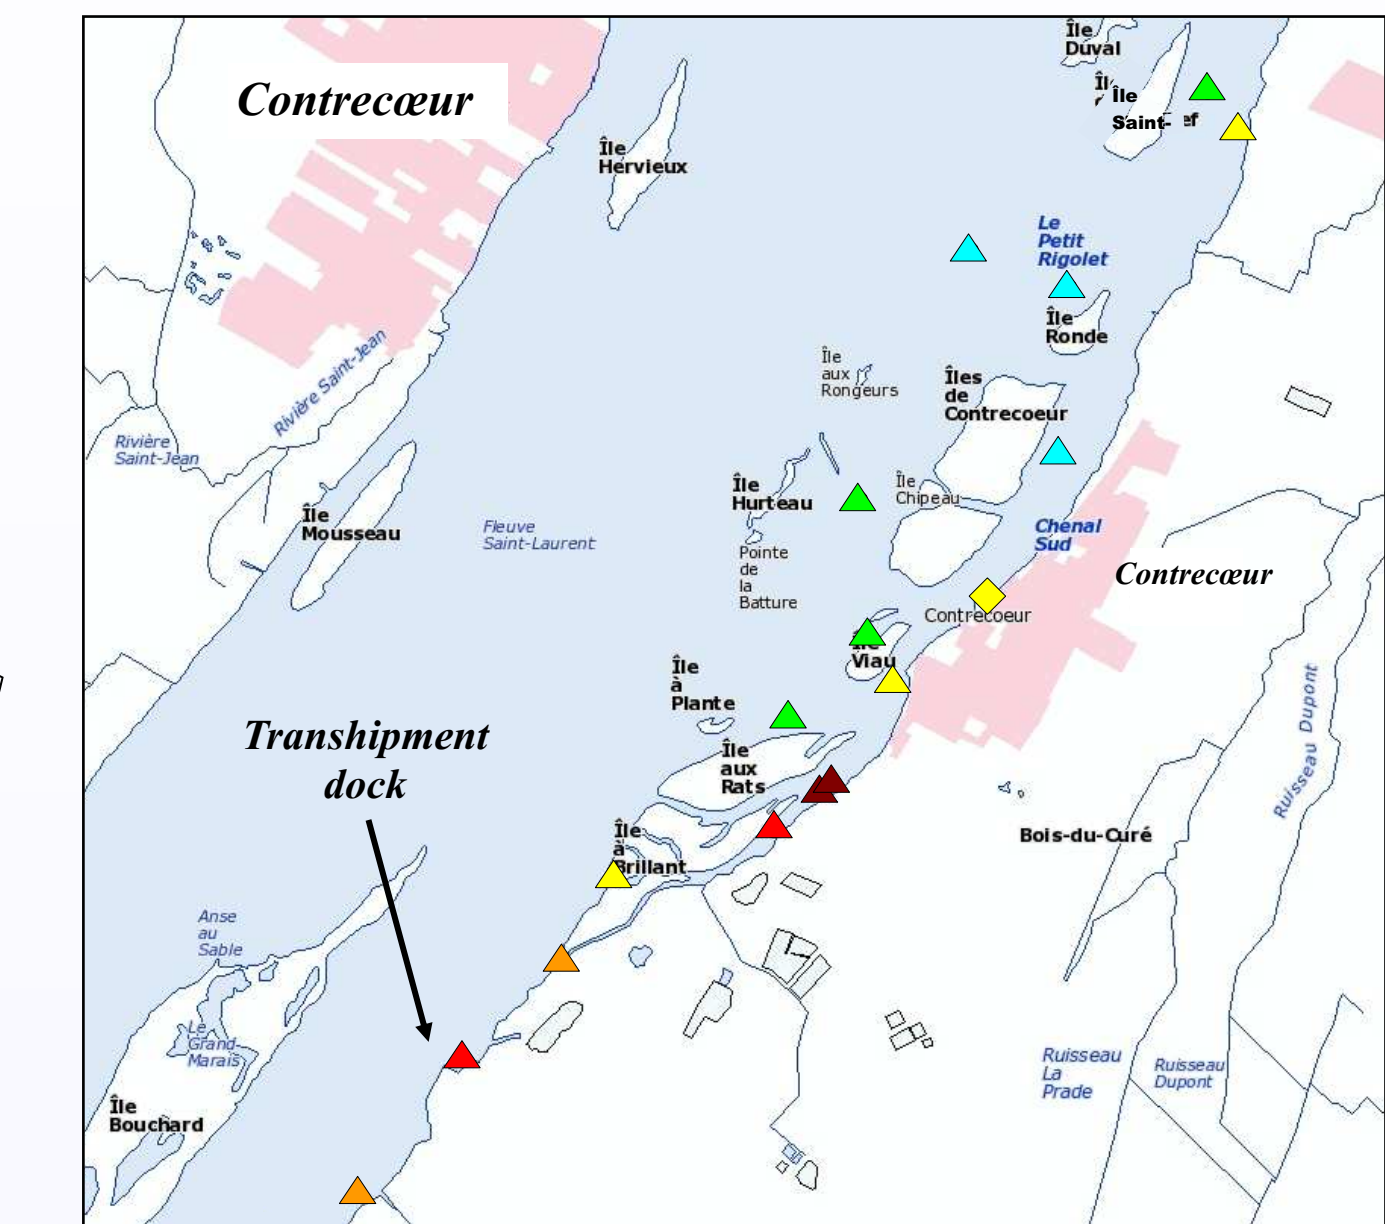 Île
Duval
Îl
Île
Saint-
ef
Contrecœur
Île
Hervieux
Le
Petit
Rigolet
Île
Ronde
Rivière Saint-Jean
Île
aux
Rongeurs
Îles
de
Contrecoeur
Rivière
Saint-Jean
Île
Hurteau
Île
Chipeau
Île
Mousseau
Fleuve
Saint-Laurent
Chenal
Sud
Pointe
de
la
Batture
Contrecœur
Contrecoeur
Île
Viau
Île
à
Plante
Ruisseau Dupont
Transhipment
dock
Île
aux
Rats
Île
à
Brillant
Bois-du-Curé
Anse
au
Sable
Le
Grand
Marais
Ruisseau
La
Prade
Ruisseau
Dupont
Île
Bouchard